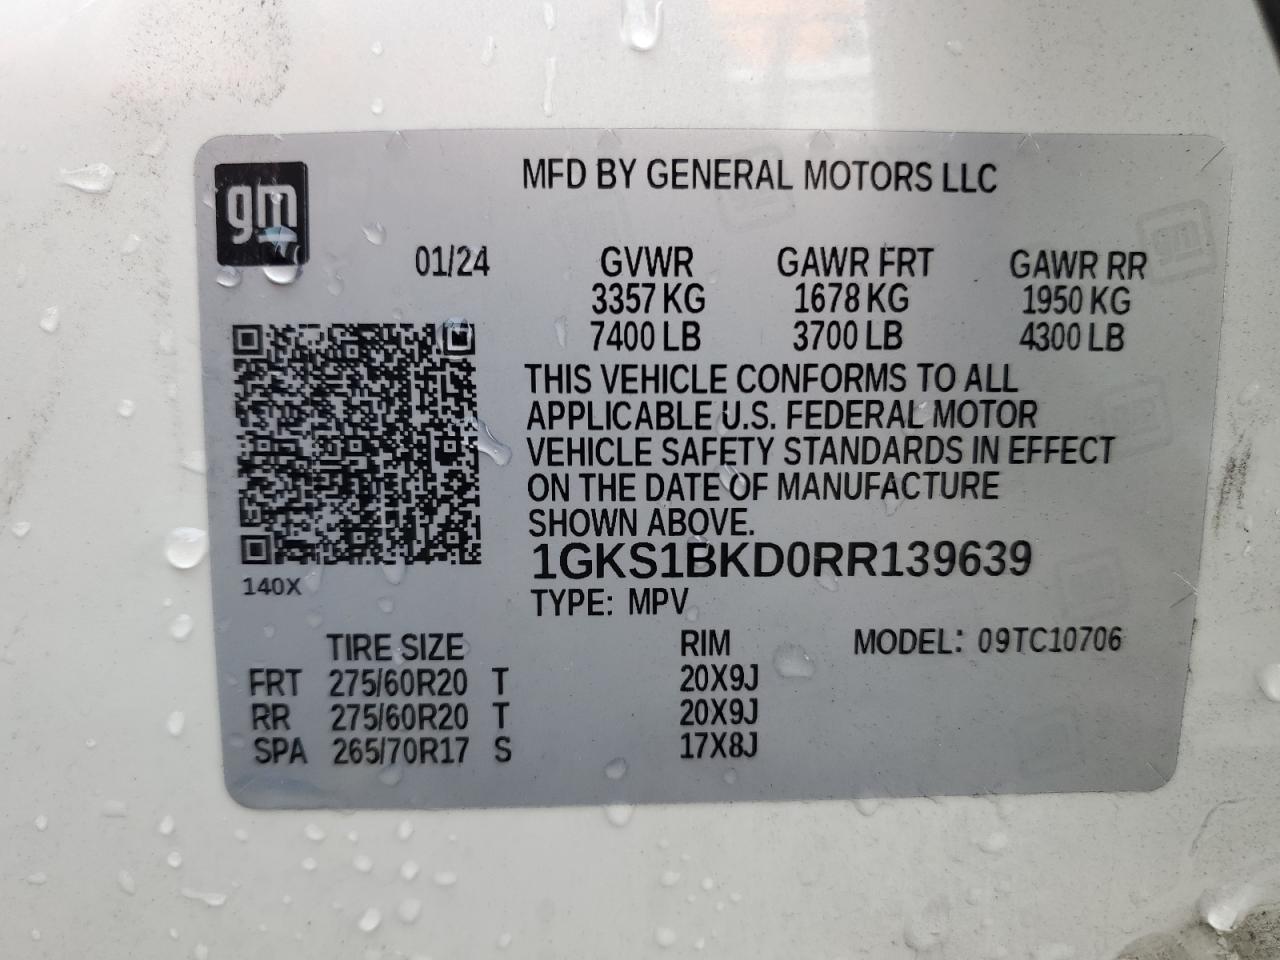 gm
MFD BY GENERAL MOTORS LLC
01/24 GVWR GAWR FRT GAWR RR
3357 KG 1678 KG 1950 KG
7400 LB 3700 LB 4300 LB
THIS VEHICLE CONFORMS TO ALL
APPLICABLE U.S. FEDERAL MOTOR
VEHICLE SAFETY STANDARDS IN EFFECT
ON THE DATE OF MANUFACTURE
SHOWN ABOVE.
1GKS1BKD0RR139639
140X
TYPE: MPV
TIRE SIZE RIM MODEL: 09TC10706
FRT 275/60R20 T 20X9J
RR 275/60R20 T 20X9J
SPA 265/70R17 S 17X8J